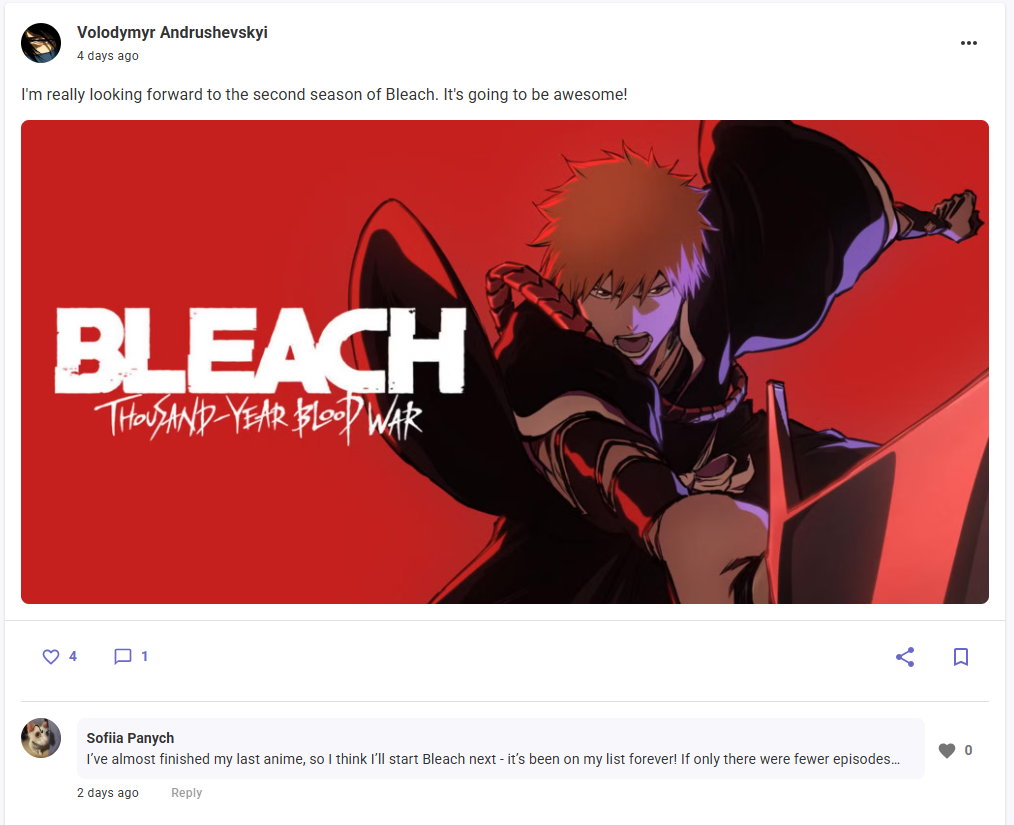 Volodymyr Andrushevskyi
4 days ago
I'm really looking forward to the second season of Bleach. It's going to be awesome!
BLEACH
THOUSAND-YEAR BLOOD WAR
4
1
Sofiia Panych
I’ve almost finished my last anime, so I think I’ll start Bleach next - it’s been on my list forever! If only there were fewer episodes…
0
2 days ago
Reply